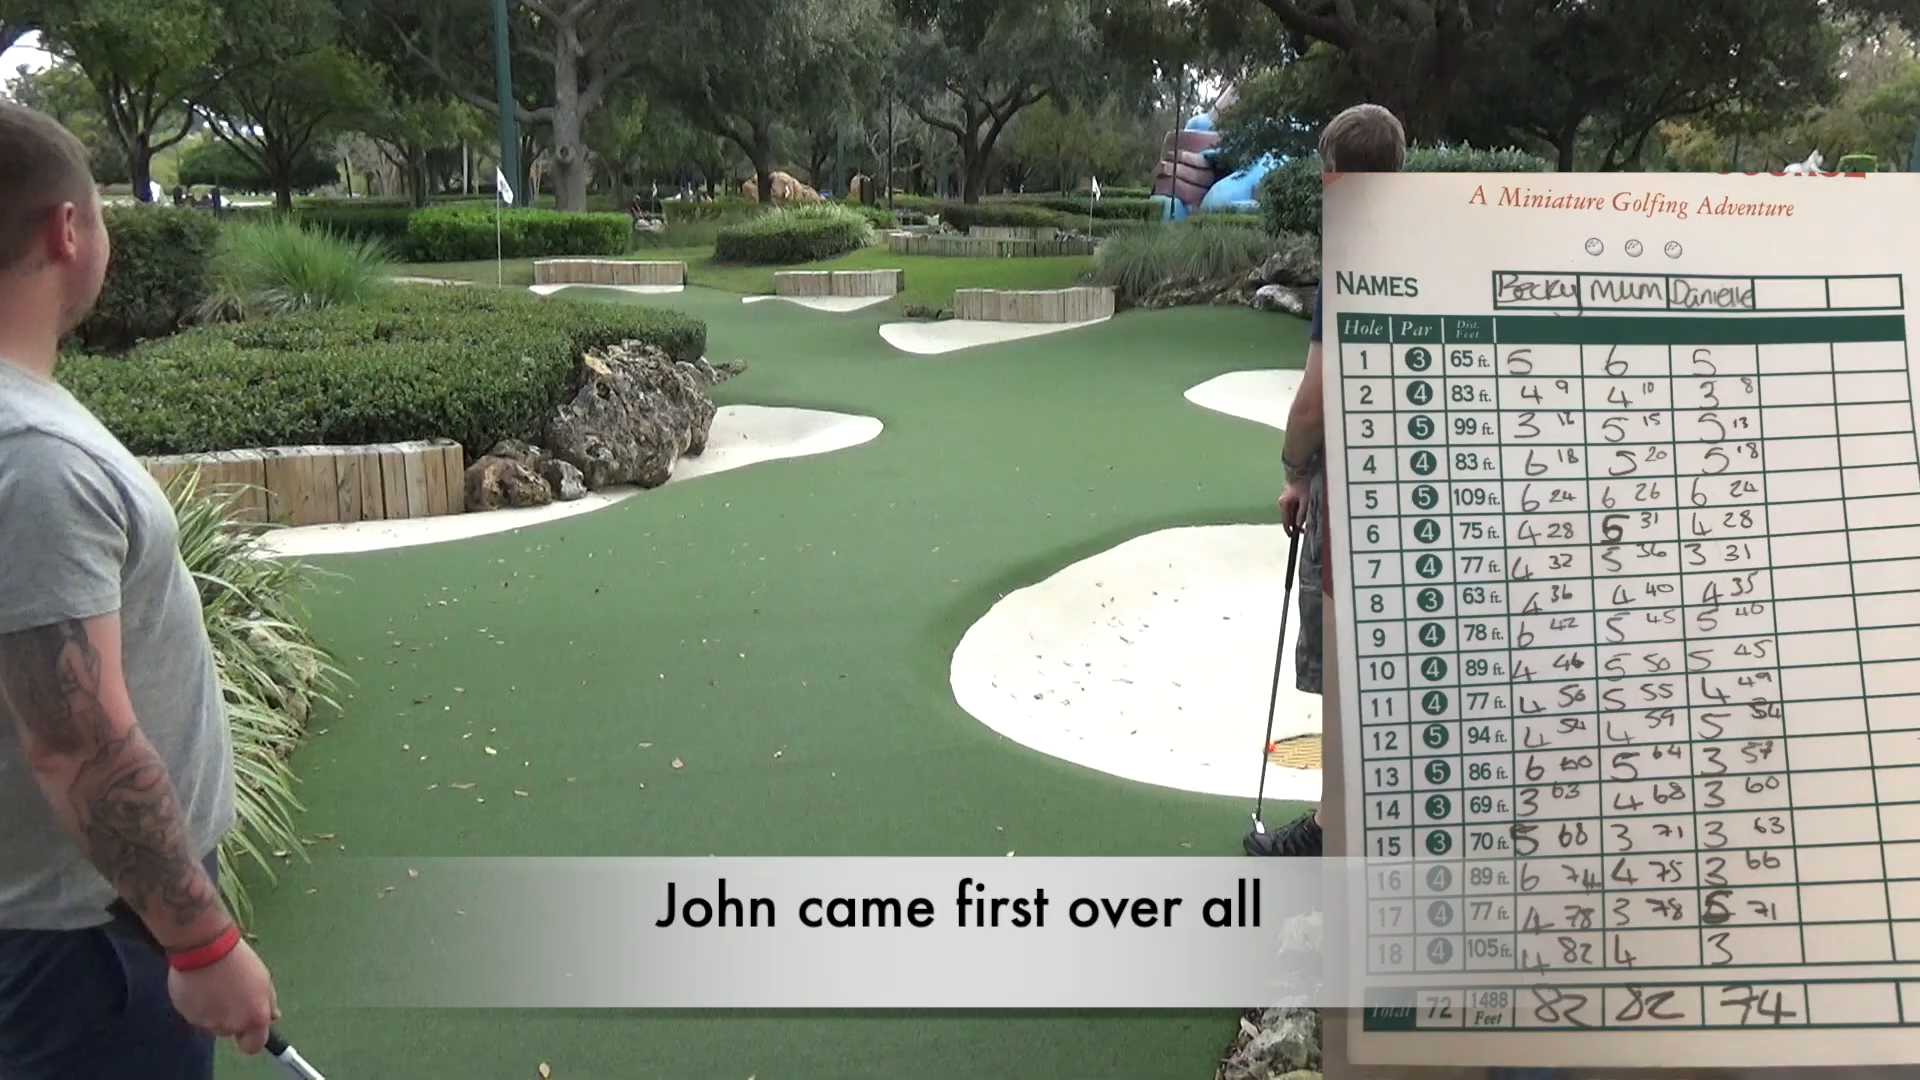 A Miniature Golfing Adventure
NAMES Becky Mum Danielle
Hole Par Dist. Feet
1 3 65 ft. 5 6 5
2 4 83 ft. 4 9 4 10 3 8
3 5 99 ft. 3 12 5 15 5 13
4 4 83 ft. 6 18 5 20 5 18
5 5 109 ft. 6 24 6 26 6 24
6 4 75 ft. 4 28 5 31 4 28
7 4 77 ft. 4 32 5 36 3 31
8 3 63 ft. 4 36 4 40 4 35
9 4 78 ft. 6 42 5 45 5 40
10 4 89 ft. 4 46 5 50 5 45
11 4 77 ft. 4 50 5 55 4 49
12 5 94 ft. 4 54 4 59 5 54
13 5 86 ft. 6 60 5 64 3 57
14 3 69 ft. 3 63 4 68 3 60
15 3 70 ft. 5 68 3 71 3 63
16 4 89 ft. 6 74 4 75 3 66
17 4 77 ft. 4 78 3 78 5 71
18 4 105 ft. 4 82 4 3
Total 72 1488 Feet 82 82 74
John came first over all